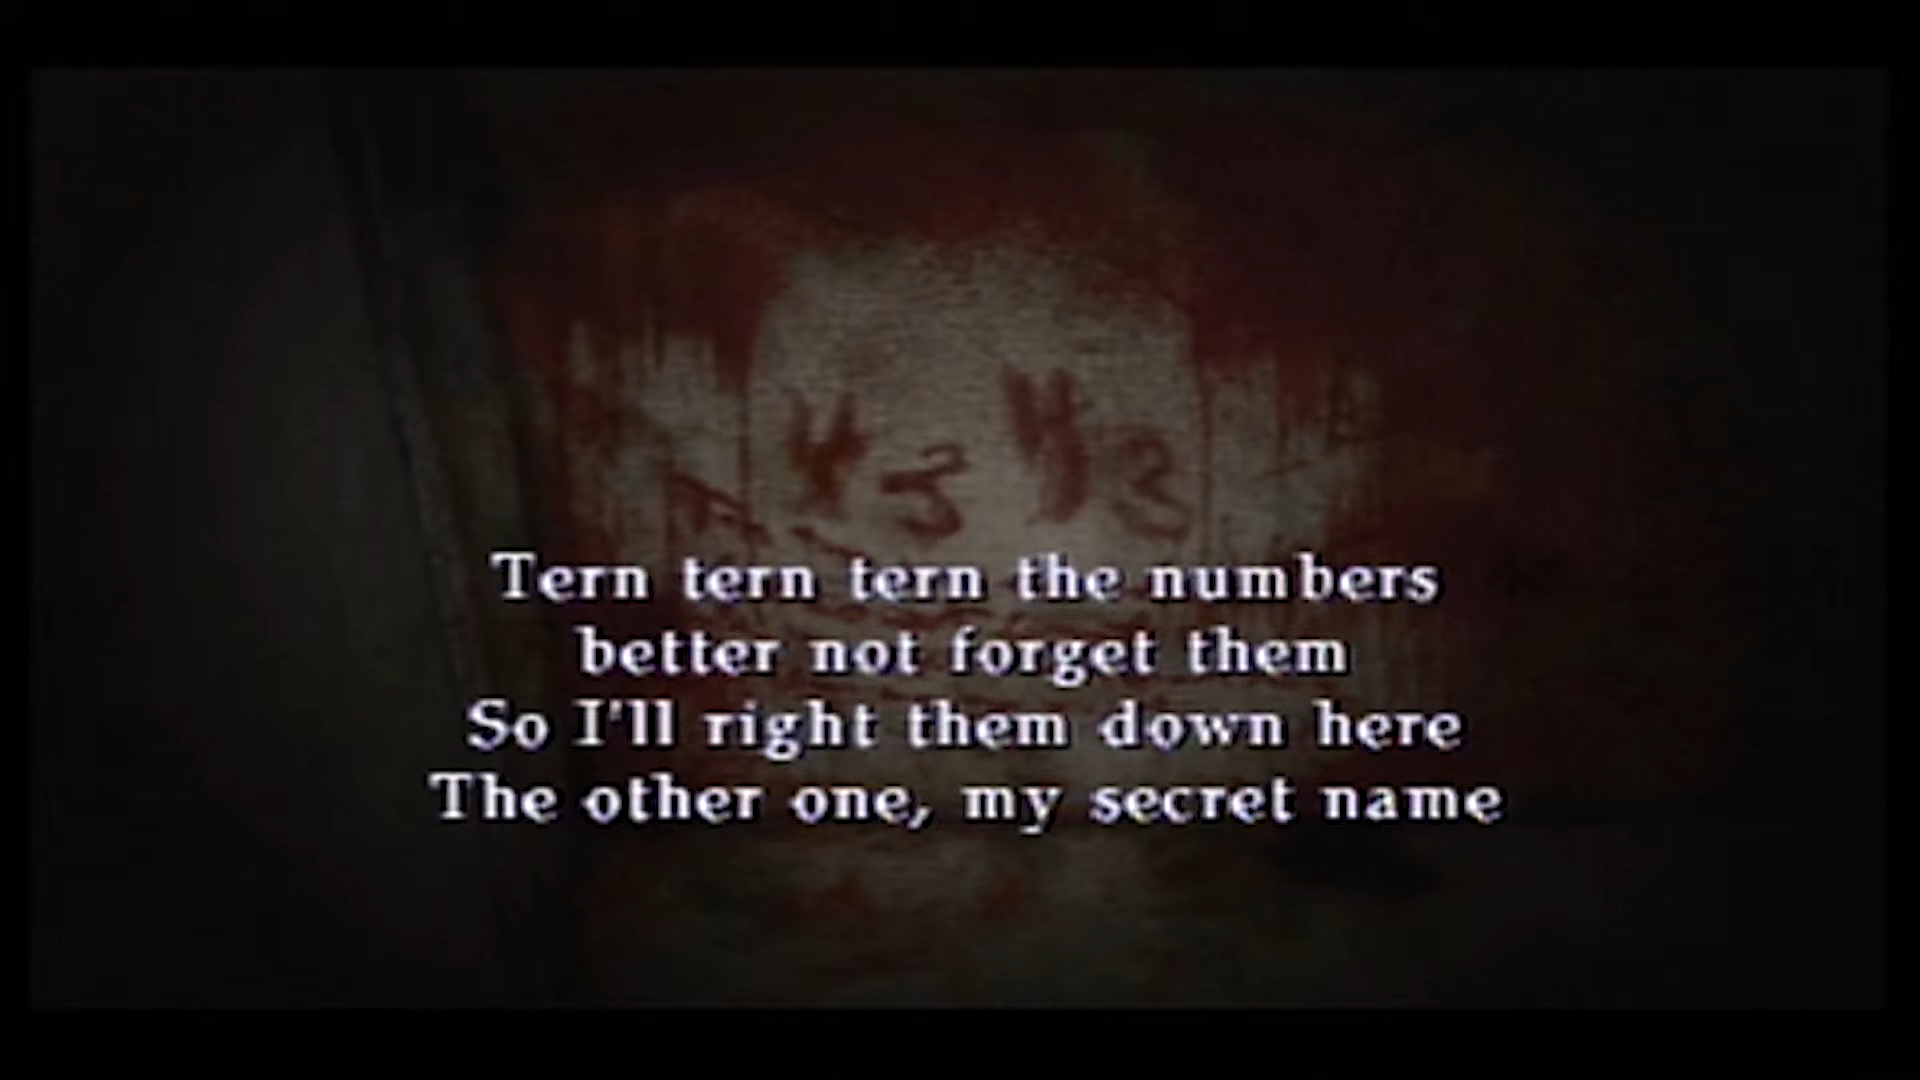 Tern tern tern the numbers
better not forget them
So I'll right them down here
The other one, my secret name